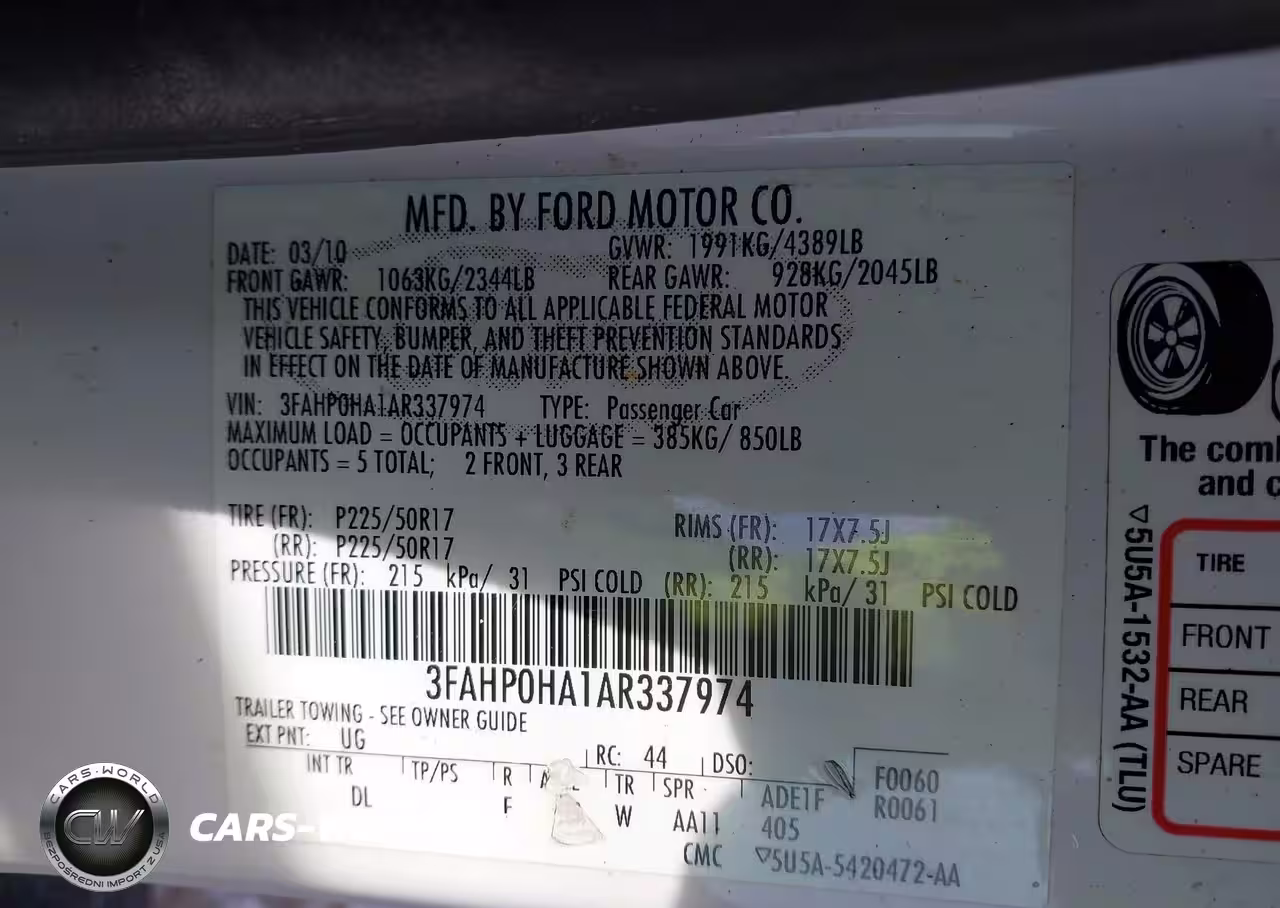 MFD. BY FORD MOTOR CO.
DATE: 03/10 GVWR: 1991KG/4389LB
FRONT GAWR: 1063KG/2344LB REAR GAWR: 928KG/2045LB
THIS VEHICLE CONFORMS TO ALL APPLICABLE FEDERAL MOTOR
VEHICLE SAFETY, BUMPER, AND THEFT PREVENTION STANDARDS
IN EFFECT ON THE DATE OF MANUFACTURE SHOWN ABOVE.
VIN: 3FAHP0HA1AR337974 TYPE: Passenger Car
MAXIMUM LOAD = OCCUPANTS + LUGGAGE = 385KG/ 850LB
OCCUPANTS = 5 TOTAL; 2 FRONT, 3 REAR
TIRE (FR): P225/50R17 RIMS (FR): 17X7.5J
(RR): P225/50R17 (RR): 17X7.5J
PRESSURE (FR): 215 kPa/ 31 PSI COLD (RR): 215 kPa/ 31 PSI COLD
3FAHP0HA1AR337974
TRAILER TOWING - SEE OWNER GUIDE
EXT PNT: UG RC: 44 DSO:
INT TR TP/PS R TR SPR F0060
DL F W AA11 ADE1F R0061
405
CMC ▽5U5A-5420472-AA
The comb
and c
▽5U5A-1532-AA (TLU)
TIRE
FRONT
REAR
SPARE
CARS-WORLD
CW
BEZPOŚREDNI IMPORT Z USA
CARS-W